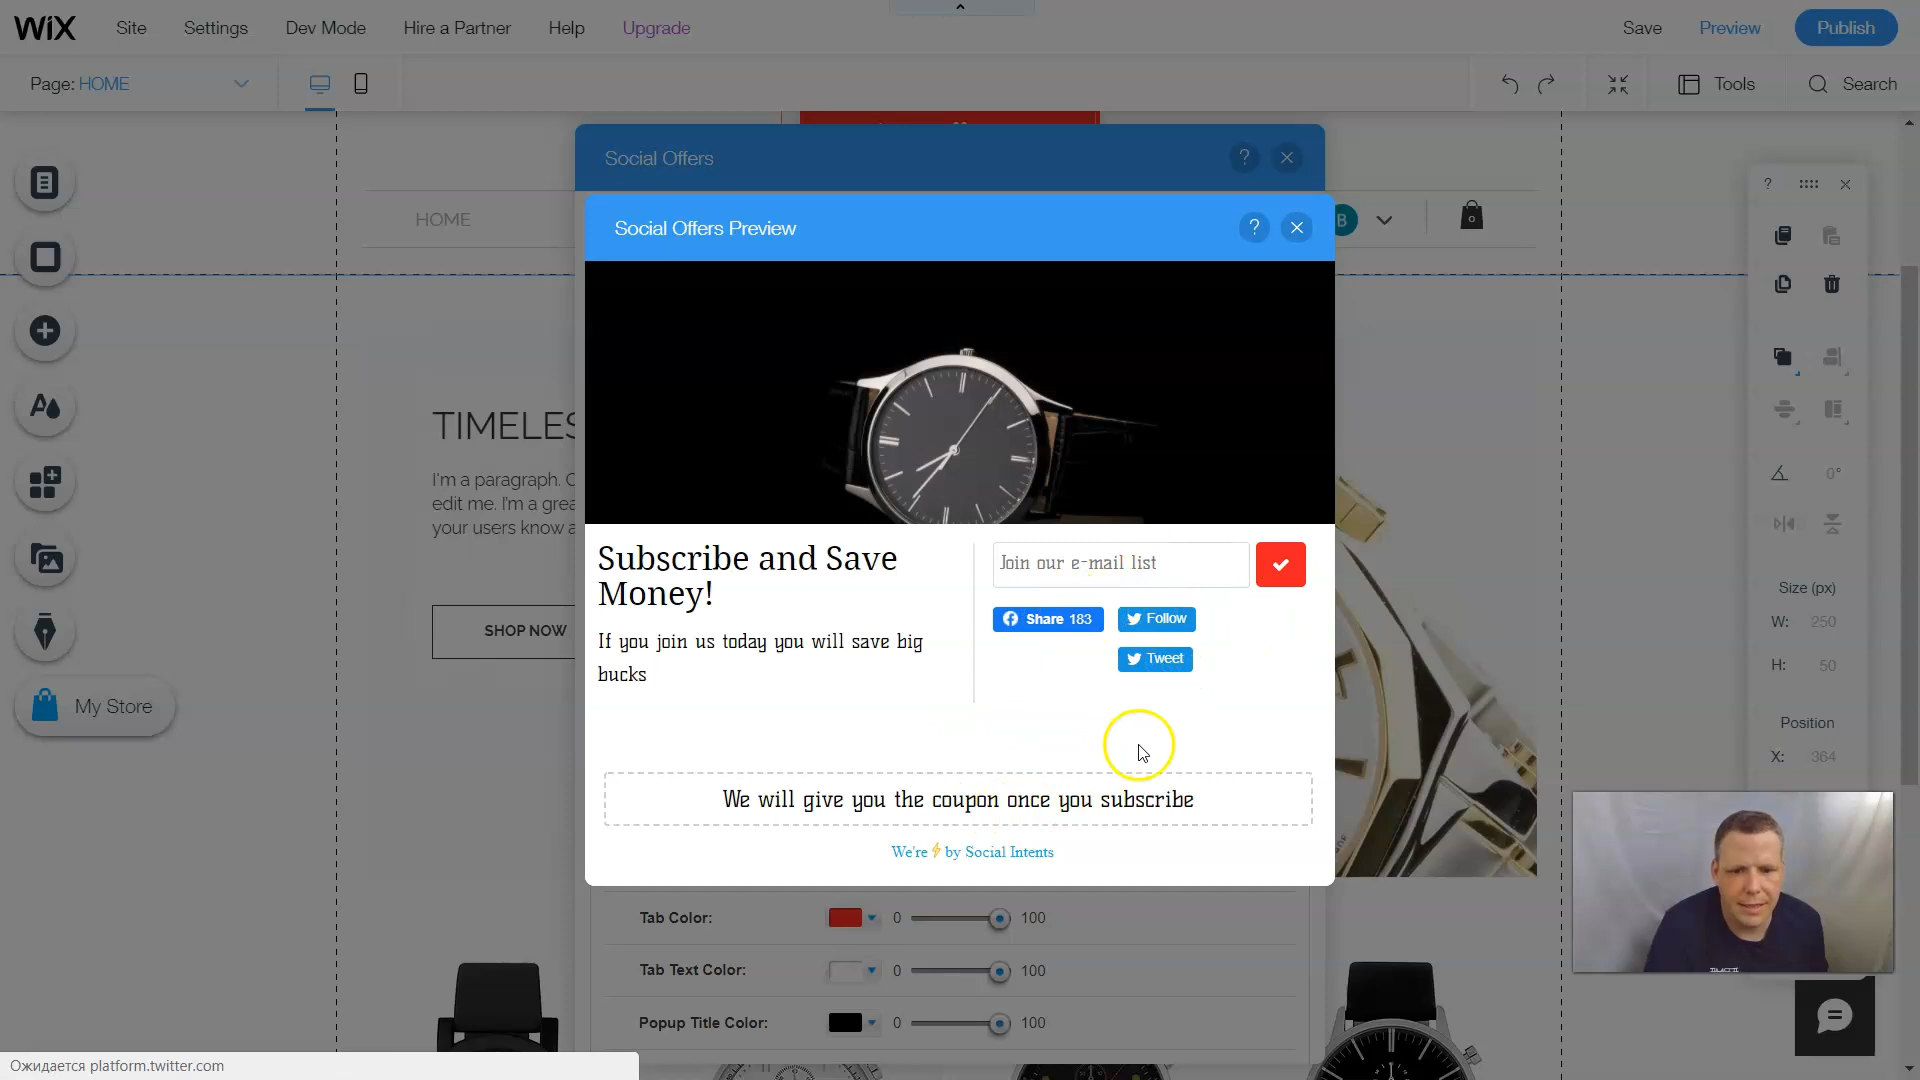 WiX Site Settings Dev Mode Hire a Partner Help Upgrade Save Preview Publish
Page: HOME Tools Search
Social Offers ?
HOME B 0
Social Offers Preview ?
?
TIMELES
I'm a paragraph. C
edit me. I'm a grea
your users know a
SHOP NOW
Subscribe and Save
Money!
If you join us today you will save big
bucks
Join our e-mail list
Share 183 Follow
Tweet
We will give you the coupon once you subscribe
We're by Social Intents
My Store
0°
Size (px)
W: 250
H: 50
Position
X: 364
Tab Color: 0 100
Tab Text Color: 0 100
Popup Title Color: 0 100
Ожидается platform.twitter.com